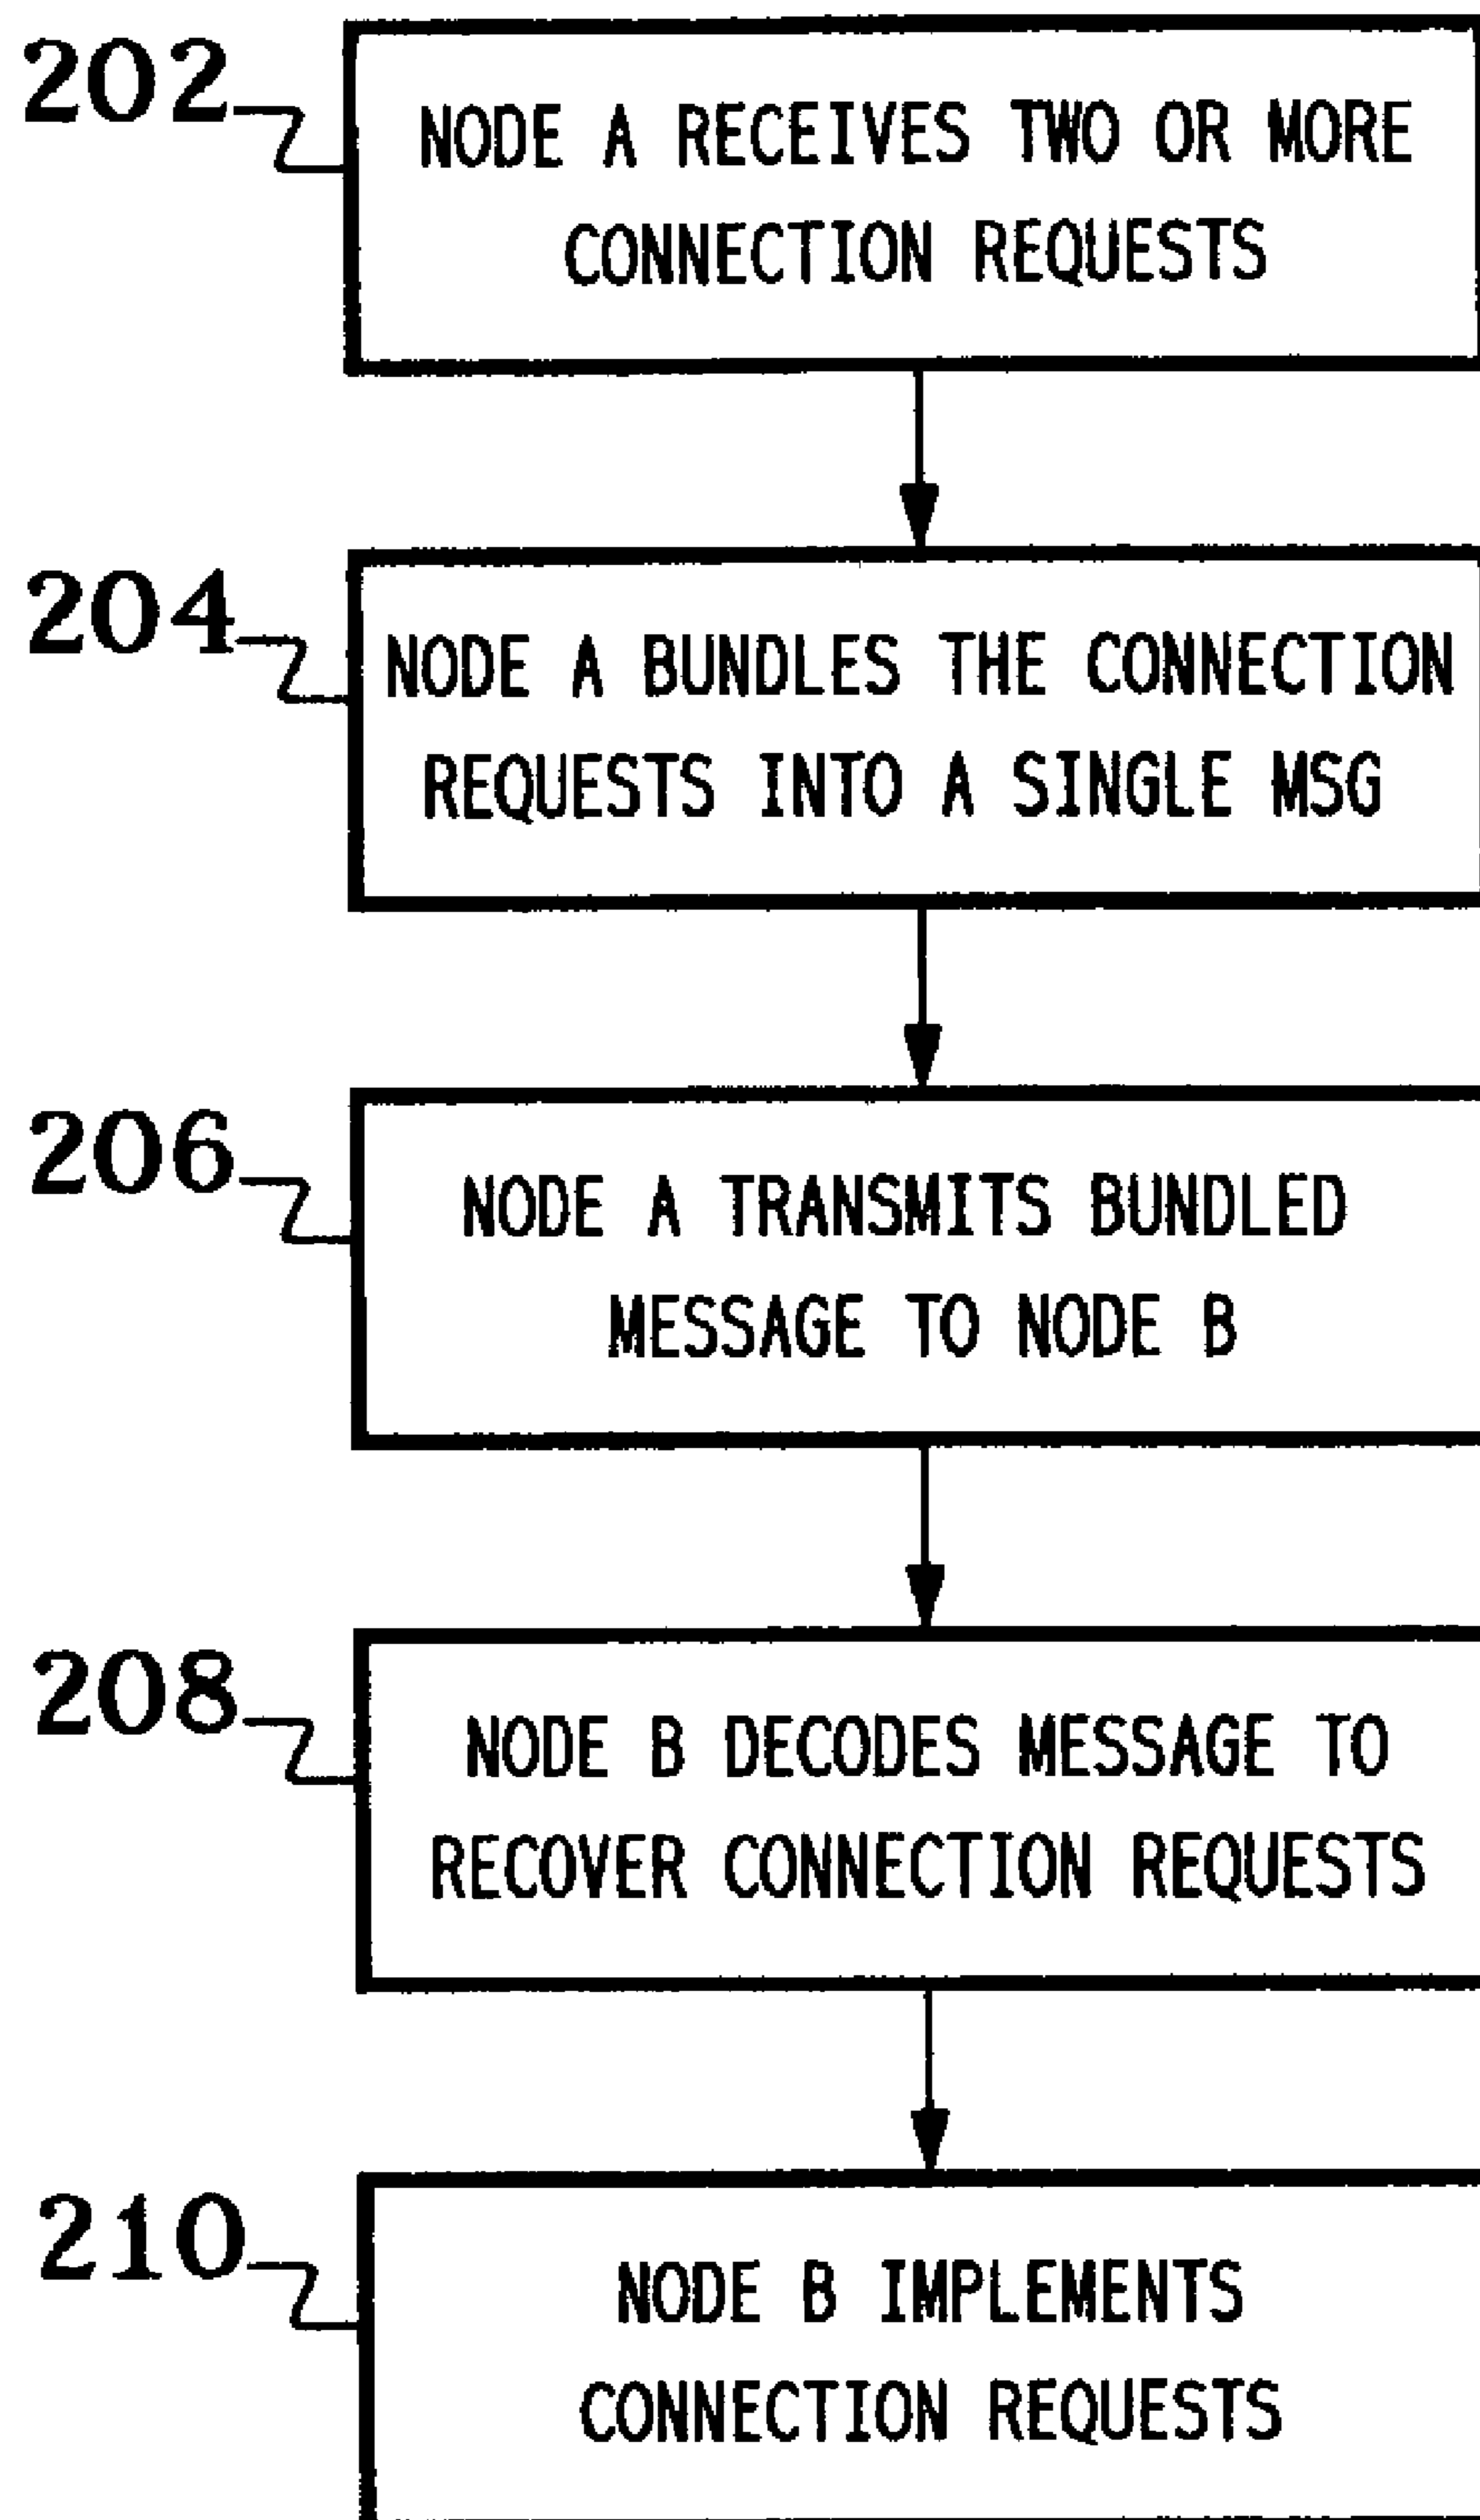 202
NODE A RECEIVES TWO OR MORE
CONNECTION REQUESTS
204
NODE A BUNDLES THE CONNECTION
REQUESTS INTO A SINGLE MSG
206
NODE A TRANSMITS BUNDLED
MESSAGE TO NODE B
208
NODE B DECODES MESSAGE TO
RECOVER CONNECTION REQUESTS
210
NODE B IMPLEMENTS
CONNECTION REQUESTS